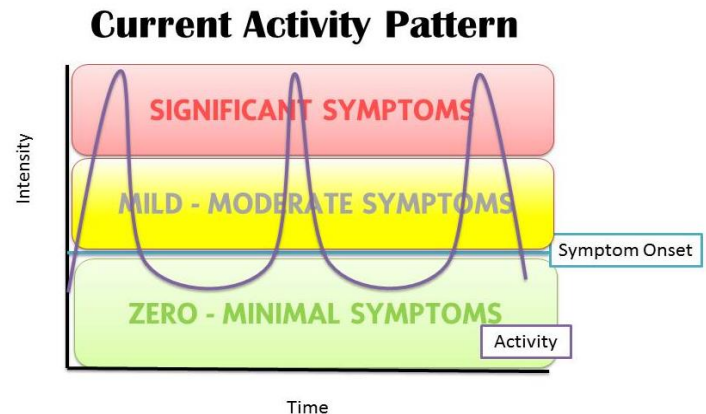 Current Activity Pattern
SIGNIFICANT SYMPTOMS
Intensity
MILD - MODERATE SYMPTOMS
Symptom Onset
ZERO - MINIMAL SYMPTOMS
Activity
Time